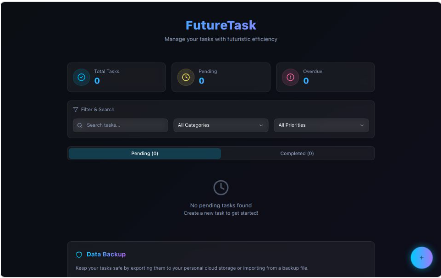 FutureTask
Manage your tasks with futuristic efficiency
Total Tasks
0
Pending
0
Overdue
0
Filter & Search
Search tasks...
All Categories
All Priorities
Pending (0)
Completed (0)
No pending tasks found
Create a new task to get started!
Data Backup
Keep your tasks safe by exporting them to your personal cloud storage or importing from a backup file.
+